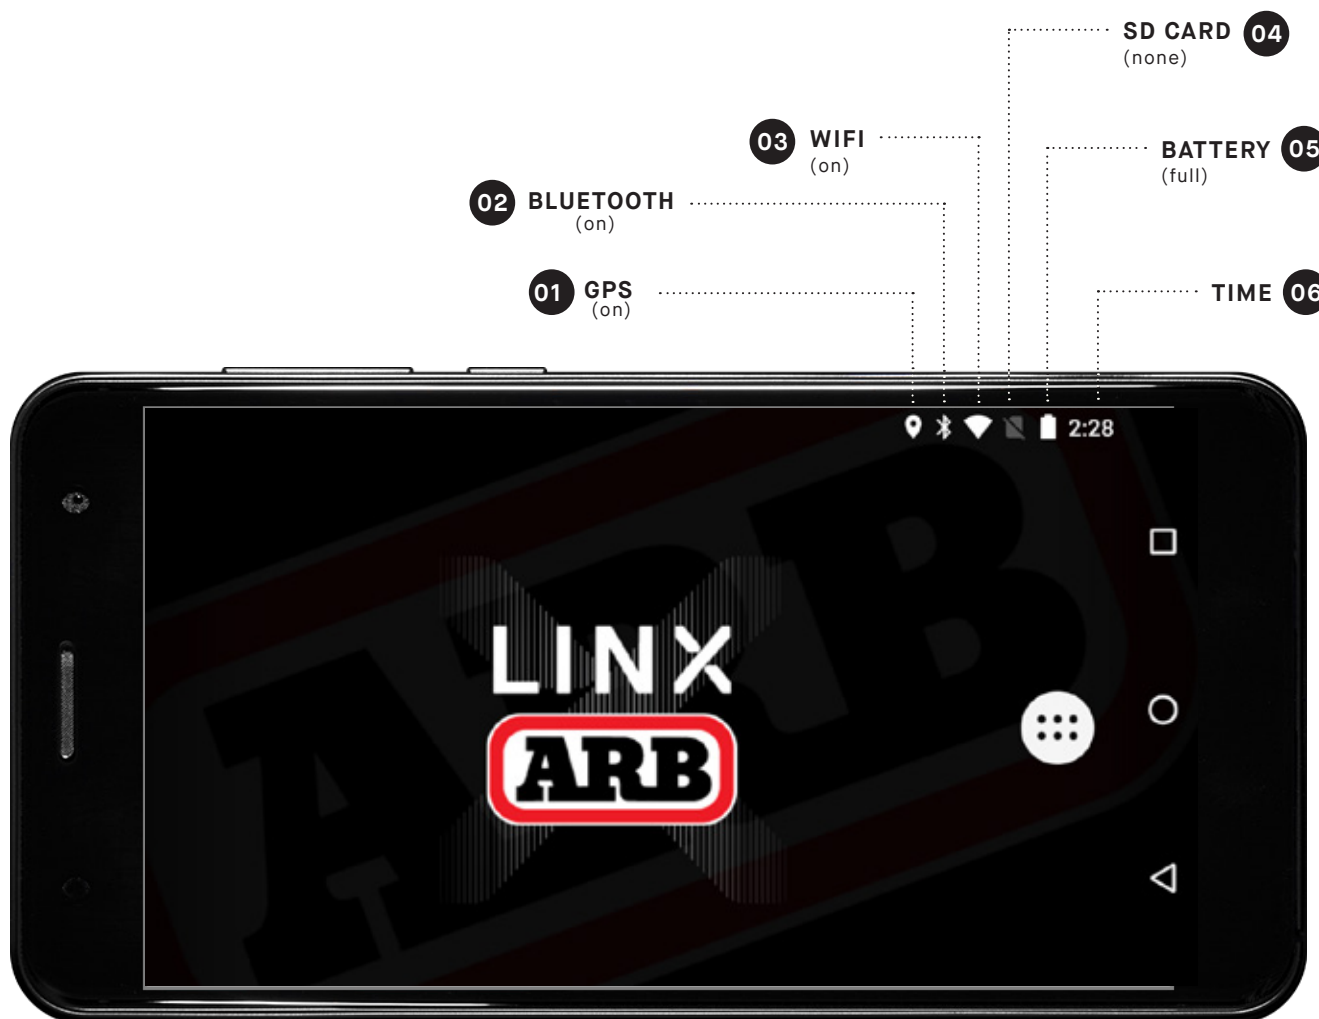 SD CARD 04
(none)
03 WIFI
(on)
BATTERY 05
(full)
02 BLUETOOTH
(on)
01 GPS
(on)
TIME 06
2:28
ARB
LINX
ARB